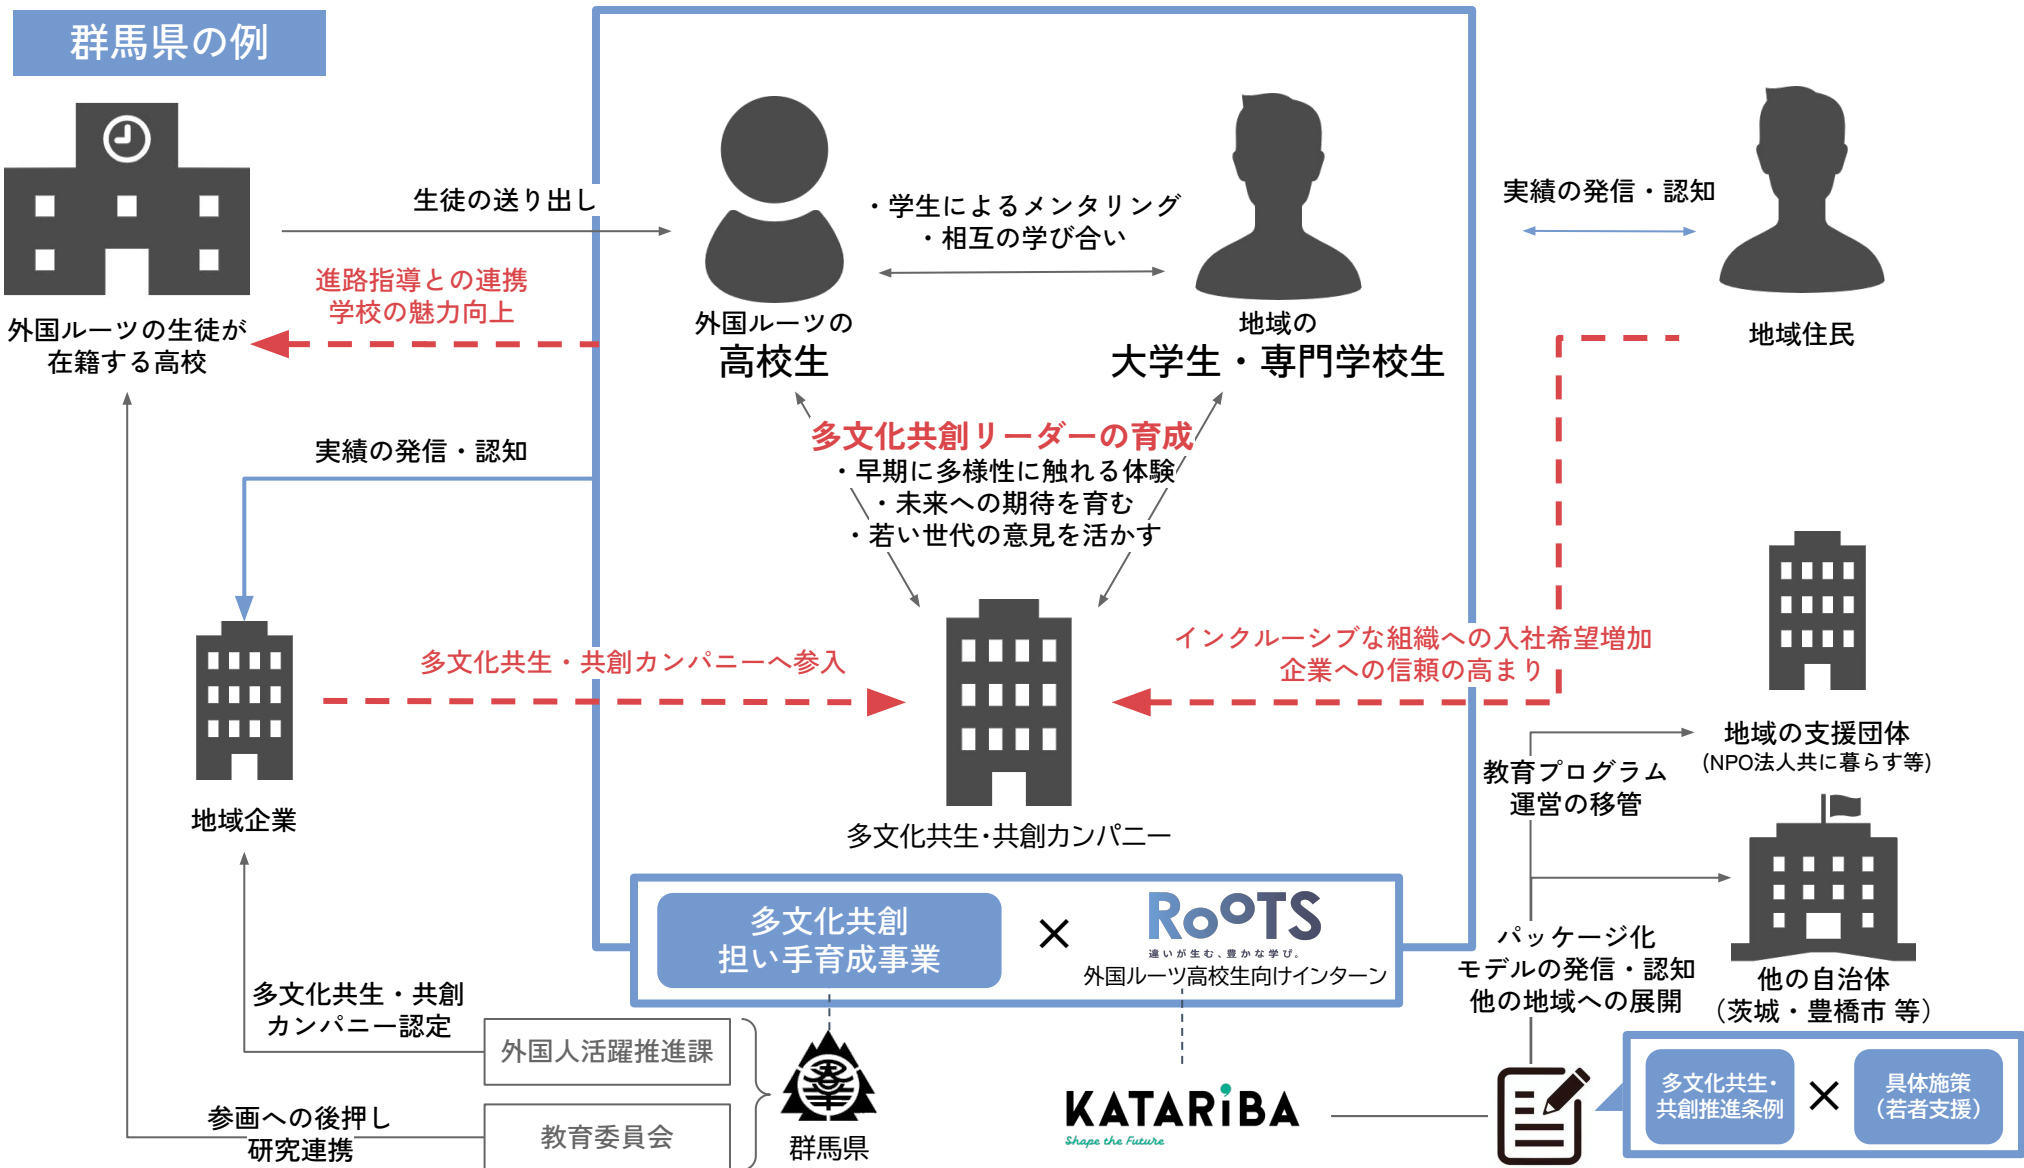 群馬県の例
生徒の送り出し
・学生によるメンタリング
・相互の学び合い
実績の発信・認知
進路指導との連携
学校の魅力向上
外国ルーツの生徒が
在籍する高校
外国ルーツの
高校生
地域の
大学生・専門学校生
地域住民
多文化共創リーダーの育成
・早期に多様性に触れる体験
・未来への期待を育む
・若い世代の意見を活かす
実績の発信・認知
多文化共生・共創カンパニーへ参入
インクルーシブな組織への入社希望増加
企業への信頼の高まり
地域企業
多文化共生・共創カンパニー
地域の支援団体
(NPO法人共に暮らす等)
教育プログラム
運営の移管
多文化共創
担い手育成事業
×
RooTS
違いが生む、豊かな学び。
外国ルーツ高校生向けインターン
パッケージ化
モデルの発信・認知
他の地域への展開
他の自治体
（茨城・豊橋市 等）
多文化共生・共創
カンパニー認定
外国人活躍推進課
参画への後押し
研究連携
教育委員会
群馬県
KATARiBA
Shape the Future
多文化共生・
共創推進条例
×
具体施策
（若者支援）